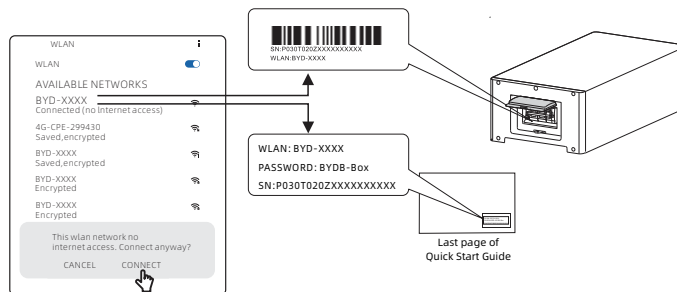 WLAN
WLAN
AVAILABLE NETWORKS
BYD-XXXX
Connected (no Internet access)
4G-CPE-299430
Saved,encrypted
BYD-XXXX
Saved,encrypted
BYD-XXXX
Encrypted
BYD-XXXX
Encrypted
This wlan network no
internet access. Connect anyway?
CANCEL CONNECT
SN:P030T020ZXXXXXXXXXX
WLAN:BYD-XXXX
WLAN: BYD-XXXX
PASSWORD: BYDB-Box
SN:P030T020ZXXXXXXXXXX
Last page of
Quick Start Guide